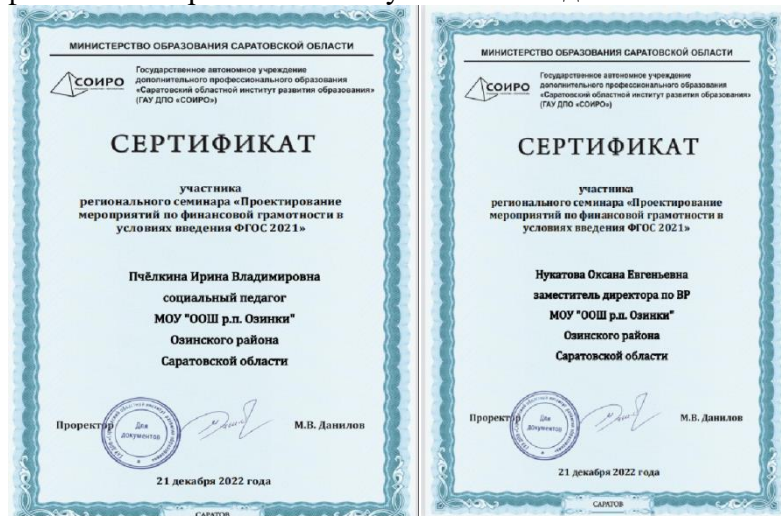 МИНИСТЕРСТВО ОБРАЗОВАНИЯ САРАТОВСКОЙ ОБЛАСТИ
СОИРО
Государственное автономное учреждение
дополнительного профессионального образования
«Саратовский областной институт развития образования»
(ГАУ ДПО «СОИРО»)
СЕРТИФИКАТ
участника
регионального семинара «Проектирование
мероприятий по финансовой грамотности в
условиях введения ФГОС 2021»
Пчёлкина Ирина Владимировна
социальный педагог
МОУ "ООШ р.п. Озинки"
Озинского района
Саратовской области
Проректор
Для
документов
М.В. Данилов
21 декабря 2022 года
САРАТОВ
МИНИСТЕРСТВО ОБРАЗОВАНИЯ САРАТОВСКОЙ ОБЛАСТИ
СОИРО
Государственное автономное учреждение
дополнительного профессионального образования
«Саратовский областной институт развития образования»
(ГАУ ДПО «СОИРО»)
СЕРТИФИКАТ
участника
регионального семинара «Проектирование
мероприятий по финансовой грамотности в
условиях введения ФГОС 2021»
Нукатова Оксана Евгеньевна
заместитель директора по ВР
МОУ "ООШ р.п. Озинки"
Озинского района
Саратовской области
Проректор
Для
документов
М.В. Данилов
21 декабря 2022 года
САРАТОВ